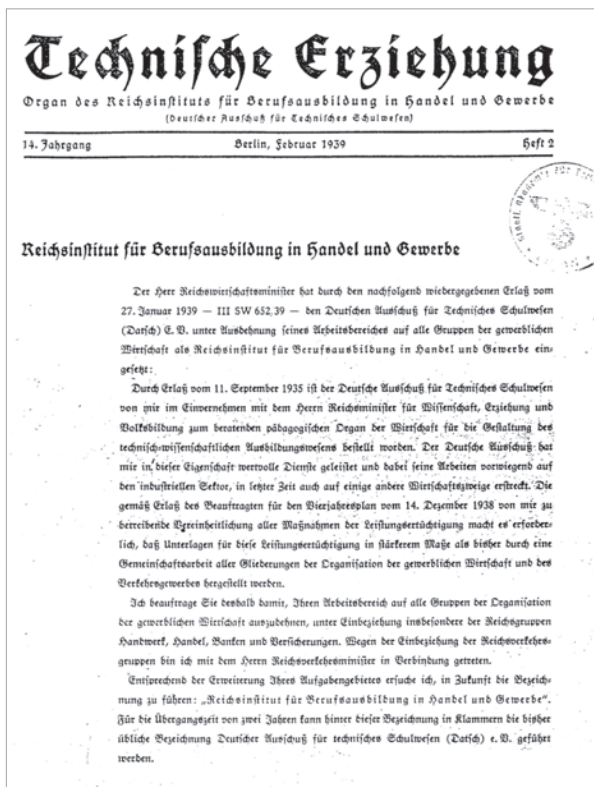 Technische Erziehung
Organ des Reichsinstituts für Berufsausbildung in Handel und Gewerbe
(Deutscher Ausschuß für Technisches Schulwesen)
14. Jahrgang Berlin, Februar 1939 Heft 2
Reichsinstitut für Berufsausbildung in Handel und Gewerbe
Der Herr Reichswirtschaftsminister hat durch den nachfolgend wiedergegebenen Erlaß vom
27. Januar 1939 — III SW 652/39 — den Deutschen Ausschuß für Technisches Schulwesen
(Datsch) E. V. unter Ausdehnung seines Arbeitsbereiches auf alle Gruppen der gewerblichen
Wirtschaft als Reichsinstitut für Berufsausbildung in Handel und Gewerbe ein-
gesetzt:
Durch Erlaß vom 11. September 1935 ist der Deutsche Ausschuß für Technisches Schulwesen
von mir im Einvernehmen mit dem Herrn Reichsminister für Wissenschaft, Erziehung und
Volksbildung zum beratenden pädagogischen Organ der Wirtschaft für die Gestaltung des
technisch-wissenschaftlichen Ausbildungswesens bestellt worden. Der Deutsche Ausschuß hat
mir in dieser Eigenschaft wertvolle Dienste geleistet und dabei seine Arbeiten vorwiegend auf
den industriellen Sektor, in letzter Zeit auch auf einige andere Wirtschaftszweige erstreckt. Die
gemäß Erlaß des Beauftragten für den Vierjahresplan vom 14. Dezember 1938 von mir zu
betreibende Vereinheitlichung aller Maßnahmen der Leistungsertüchtigung macht es erforder-
lich, daß Unterlagen für diese Leistungsertüchtigung in stärkerem Maße als bisher durch eine
Gemeinschaftsarbeit aller Gliederungen der Organisation der gewerblichen Wirtschaft und des
Verkehrsgewerbes hergestellt werden.
Ich beauftrage Sie deshalb damit, Ihren Arbeitsbereich auf alle Gruppen der Organisation
der gewerblichen Wirtschaft auszudehnen, unter Einbeziehung insbesondere der Reichsgruppen
Handwerk, Handel, Banken und Versicherungen. Wegen der Einbeziehung der Reichsverkehrs-
gruppen bin ich mit dem Herrn Reichsverkehrsminister in Verbindung getreten.
Entsprechend der Erweiterung Ihres Aufgabengebietes ersuche ich, in Zukunft die Bezeich-
nung zu führen: „Reichsinstitut für Berufsausbildung in Handel und Gewerbe“.
Für die Übergangszeit von zwei Jahren kann hinter dieser Bezeichnung in Klammern die bisher
übliche Bezeichnung Deutscher Ausschuß für technisches Schulwesen (Datsch) e. V. geführt
werden.